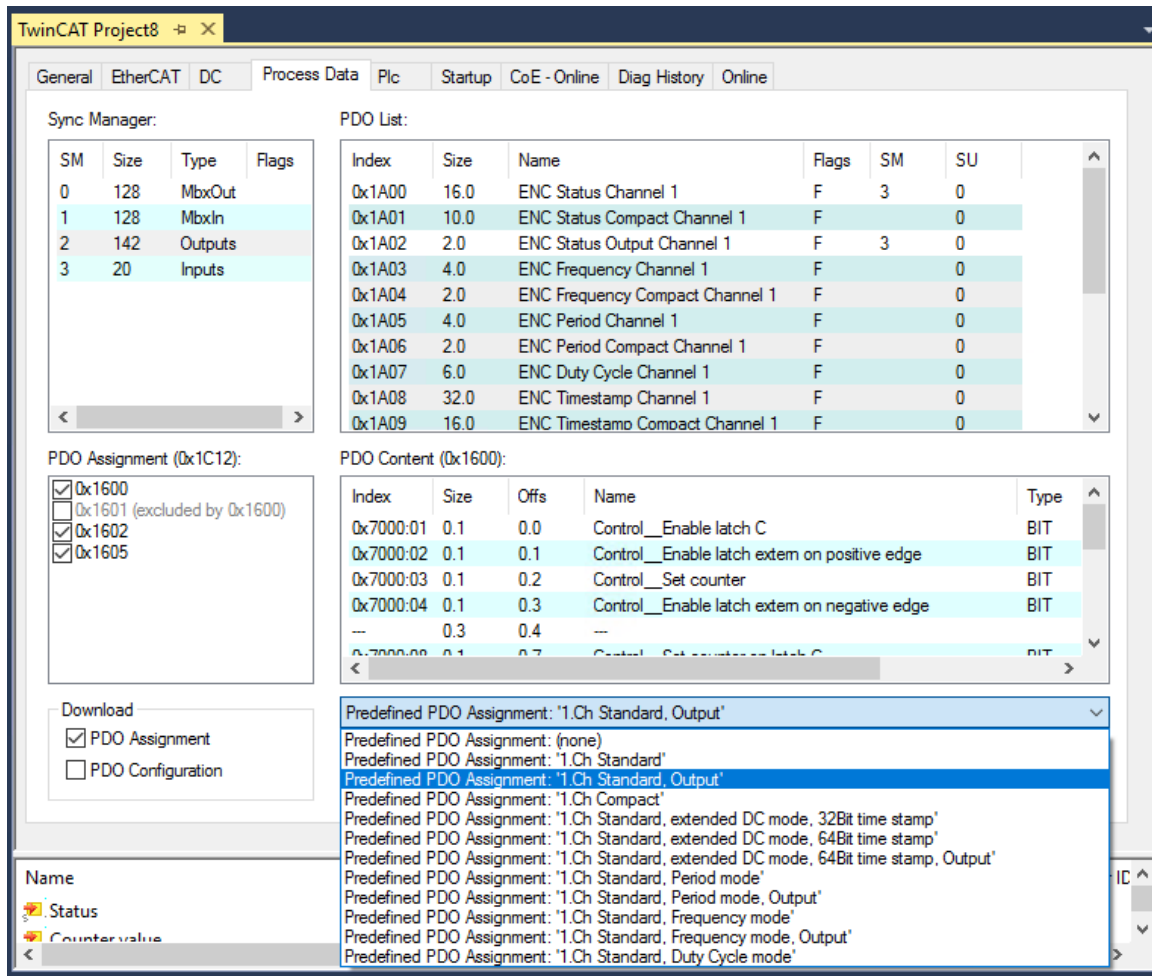 TwinCAT Project8
General EtherCAT DC Process Data Plc Startup CoE - Online Diag History Online
Sync Manager:
SM Size Type Flags
0 128 MbxOut
1 128 MbxIn
2 142 Outputs
3 20 Inputs
PDO List:
Index Size Name Flags SM SU
0x1A00 16.0 ENC Status Channel 1 F 3 0
0x1A01 10.0 ENC Status Compact Channel 1 F 0
0x1A02 2.0 ENC Status Output Channel 1 F 3 0
0x1A03 4.0 ENC Frequency Channel 1 F 0
0x1A04 2.0 ENC Frequency Compact Channel 1 F 0
0x1A05 4.0 ENC Period Channel 1 F 0
0x1A06 2.0 ENC Period Compact Channel 1 F 0
0x1A07 6.0 ENC Duty Cycle Channel 1 F 0
0x1A08 32.0 ENC Timestamp Channel 1 F 0
0x1A09 16.0 ENC Timestamp Compact Channel 1 F 0
PDO Assignment (0x1C12):
0x1600
0x1601 (excluded by 0x1600)
0x1602
0x1605
PDO Content (0x1600):
Index Size Offs Name Type
0x7000:01 0.1 0.0 Control__Enable latch C BIT
0x7000:02 0.1 0.1 Control__Enable latch extern on positive edge BIT
0x7000:03 0.1 0.2 Control__Set counter BIT
0x7000:04 0.1 0.3 Control__Enable latch extern on negative edge BIT
--- 0.3 0.4 ---
0x7000:08 0.1 0.7 Control__Set counter on latch C BIT
Download
PDO Assignment
PDO Configuration
Predefined PDO Assignment: '1.Ch Standard, Output'
Predefined PDO Assignment: (none)
Predefined PDO Assignment: '1.Ch Standard'
Predefined PDO Assignment: '1.Ch Standard, Output'
Predefined PDO Assignment: '1.Ch Compact'
Predefined PDO Assignment: '1.Ch Standard, extended DC mode, 32Bit time stamp'
Predefined PDO Assignment: '1.Ch Standard, extended DC mode, 64Bit time stamp'
Predefined PDO Assignment: '1.Ch Standard, extended DC mode, 64Bit time stamp, Output'
Predefined PDO Assignment: '1.Ch Standard, Period mode'
Predefined PDO Assignment: '1.Ch Standard, Period mode, Output'
Predefined PDO Assignment: '1.Ch Standard, Frequency mode'
Predefined PDO Assignment: '1.Ch Standard, Frequency mode, Output'
Predefined PDO Assignment: '1.Ch Standard, Duty Cycle mode'
Name ID
Status
Counter value